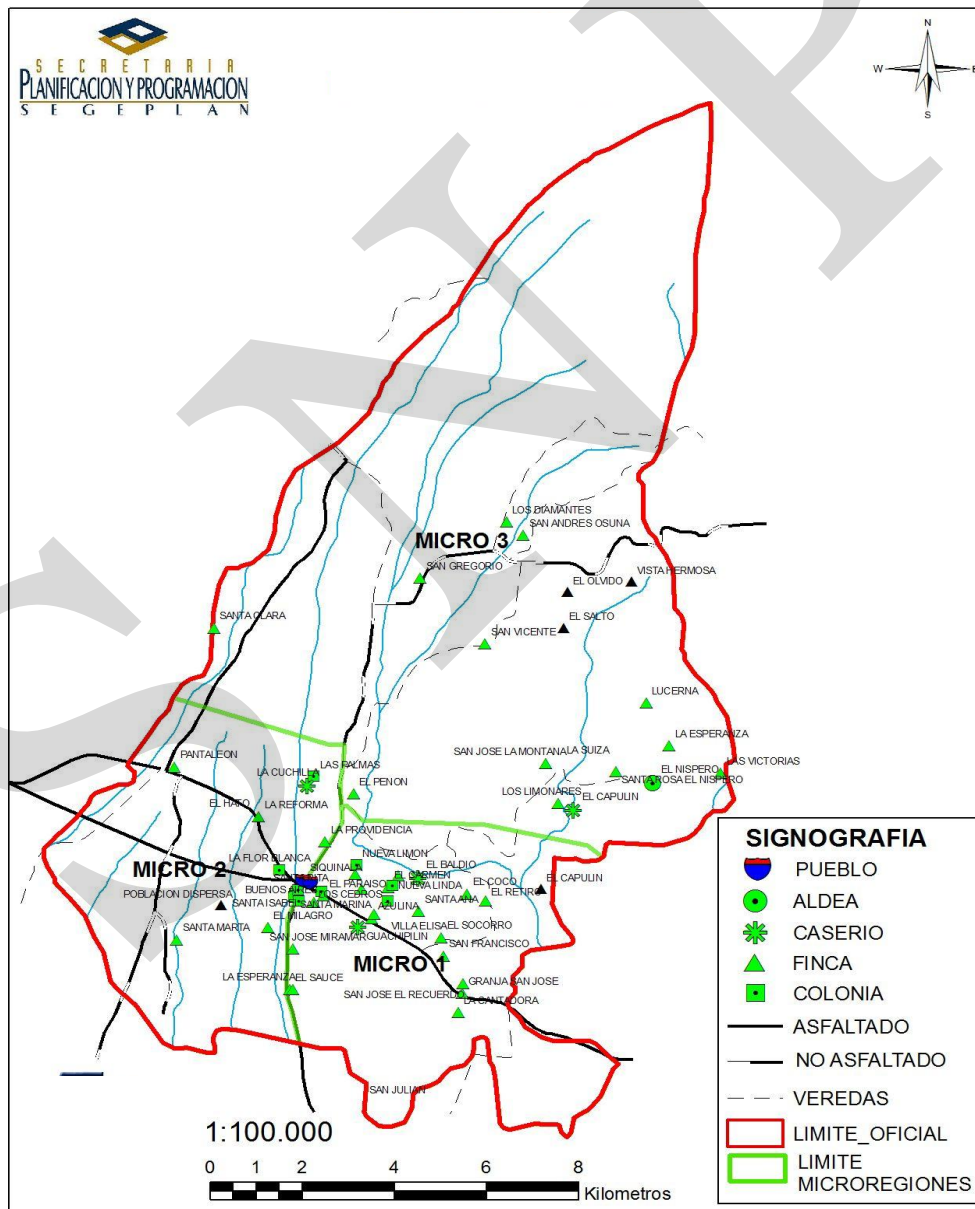 SECRETARIA
PLANIFICACION Y PROGRAMACION
SEGEPLAN
N
W
E
S
SNP
LOS DIAMANTES
SAN ANDRES OSUNA
MICRO 3
SAN GREGORIO
EL OLVIDO
VISTA HERMOSA
SANTA CLARA
EL SALTO
SAN VICENTE
LUCERNA
LA ESPERANZA
PANTALEON
LAS PALMAS
LA CUCHILLA
SAN JOSE LA MONTANA
LA SUIZA
EL NISPERO
LAS VICTORIAS
SANTA ROSA EL NISPERO
EL PENON
LOS LIMONARES
EL CAPULIN
EL HATO
LA REFORMA
LA PROVIDENCIA
MICRO 2
LA FLOR BLANCA
SIQUINALA
NUEVA LIMON
EL BALDIO
EL CARMEN
EL CAPULIN
POBLACION DISPERSA
BUENOS AIRES
EL PARAISO
NUEVA LINDA
EL COCO
EL RETIRO
SANTA ISABEL
LOS CEDROS
SANTA MARINA
AZULINA
SANTA ANA
SANTA MARTA
EL MILAGRO
VILLA ELISA
EL SOCORRO
SAN JOSE MIRAMAR
GUACHIPILIN
SAN FRANCISCO
MICRO 1
LA ESPERANZA
EL SAUCE
GRANJA SAN JOSE
SAN JOSE EL RECUERDO
LA CANTADORA
SAN JULIAN
1:100.000
0 1 2 4 6 8
Kilometros
SIGNOGRAFIA
PUEBLO
ALDEA
CASERIO
FINCA
COLONIA
ASFALTADO
NO ASFALTADO
VEREDAS
LIMITE_OFICIAL
LIMITE
MICROREGIONES